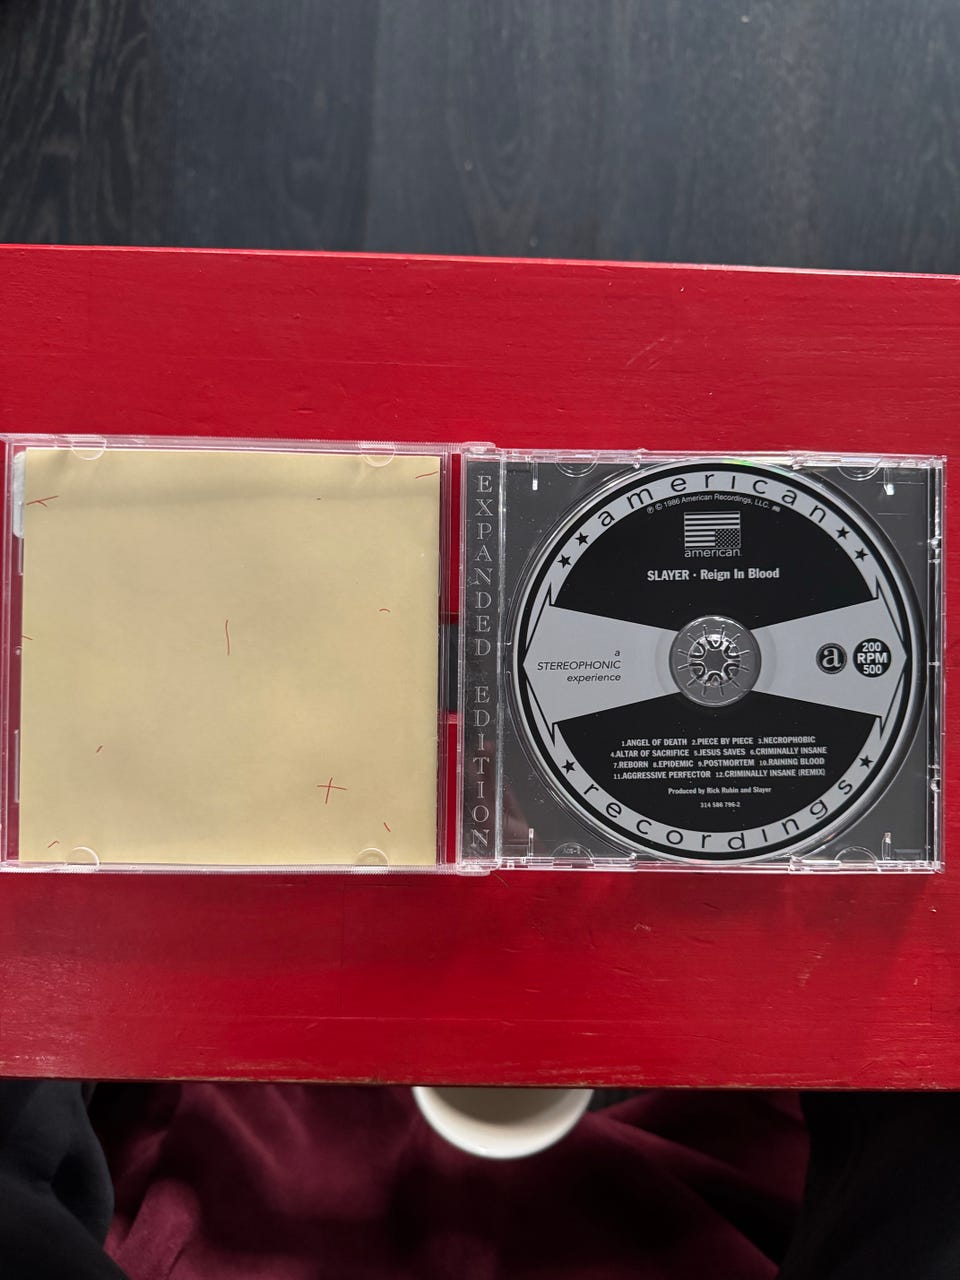 EXPANDED EDITION
american
℗ © 1986 American Recordings, LLC.
american
SLAYER · Reign In Blood
a
STEREOPHONIC
experience
a
200
RPM
500
1.ANGEL OF DEATH 2.PIECE BY PIECE 3.NECROPHOBIC
4.ALTAR OF SACRIFICE 5.JESUS SAVES 6.CRIMINALLY INSANE
7.REBORN 8.EPIDEMIC 9.POSTMORTEM 10.RAINING BLOOD
11.AGGRESSIVE PERFECTOR 12.CRIMINALLY INSANE (REMIX)
Produced by Rick Rubin and Slayer
314 586 796-2
recordings